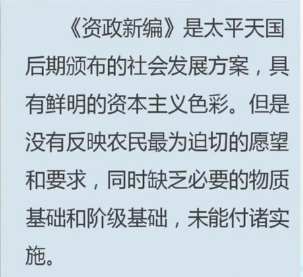 《资政新编》是太平天国
后期颁布的社会发展方案，具
有鲜明的资本主义色彩。但是
没有反映农民最为迫切的愿望
和要求，同时缺乏必要的物质
基础和阶级基础，未能付诸实
施。